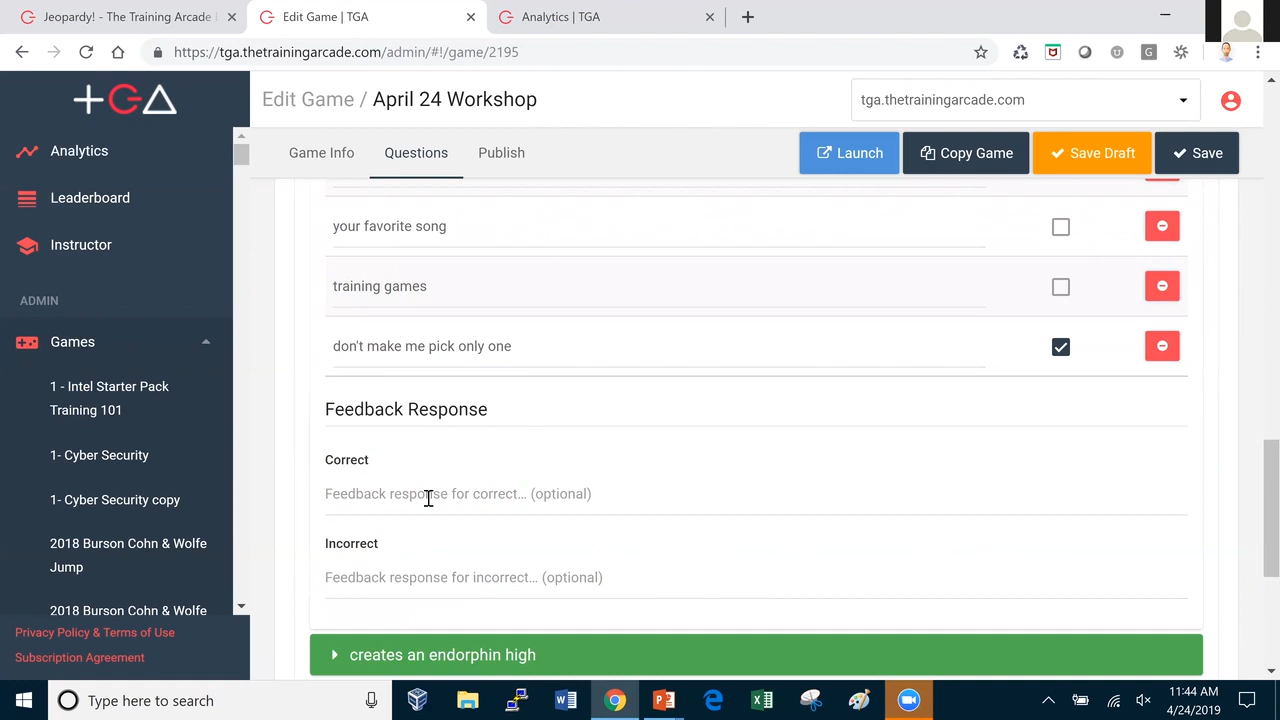 Jeopardy! - The Training Arcade
Edit Game | TGA
Analytics | TGA
https://tga.thetrainingarcade.com/admin/#!/game/2195
Edit Game / April 24 Workshop
tga.thetrainingarcade.com
Game Info
Questions
Publish
Launch
Copy Game
Save Draft
Save
Analytics
Leaderboard
Instructor
ADMIN
Games
1 - Intel Starter Pack
Training 101
1- Cyber Security
1- Cyber Security copy
2018 Burson Cohn & Wolfe
Jump
2018 Burson Cohn & Wolfe
Privacy Policy & Terms of Use
Subscription Agreement
your favorite song
training games
don't make me pick only one
Feedback Response
Correct
Feedback response for correct... (optional)
Incorrect
Feedback response for incorrect... (optional)
creates an endorphin high
Type here to search
11:44 AM
4/24/2019